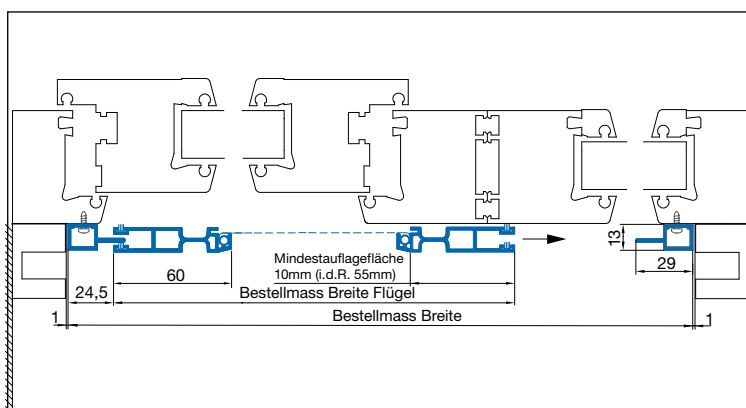 Mindestauflagefläche
10mm (i.d.R. 55mm)
13
60
29
24,5
Bestellmass Breite Flügel
1
Bestellmass Breite
1